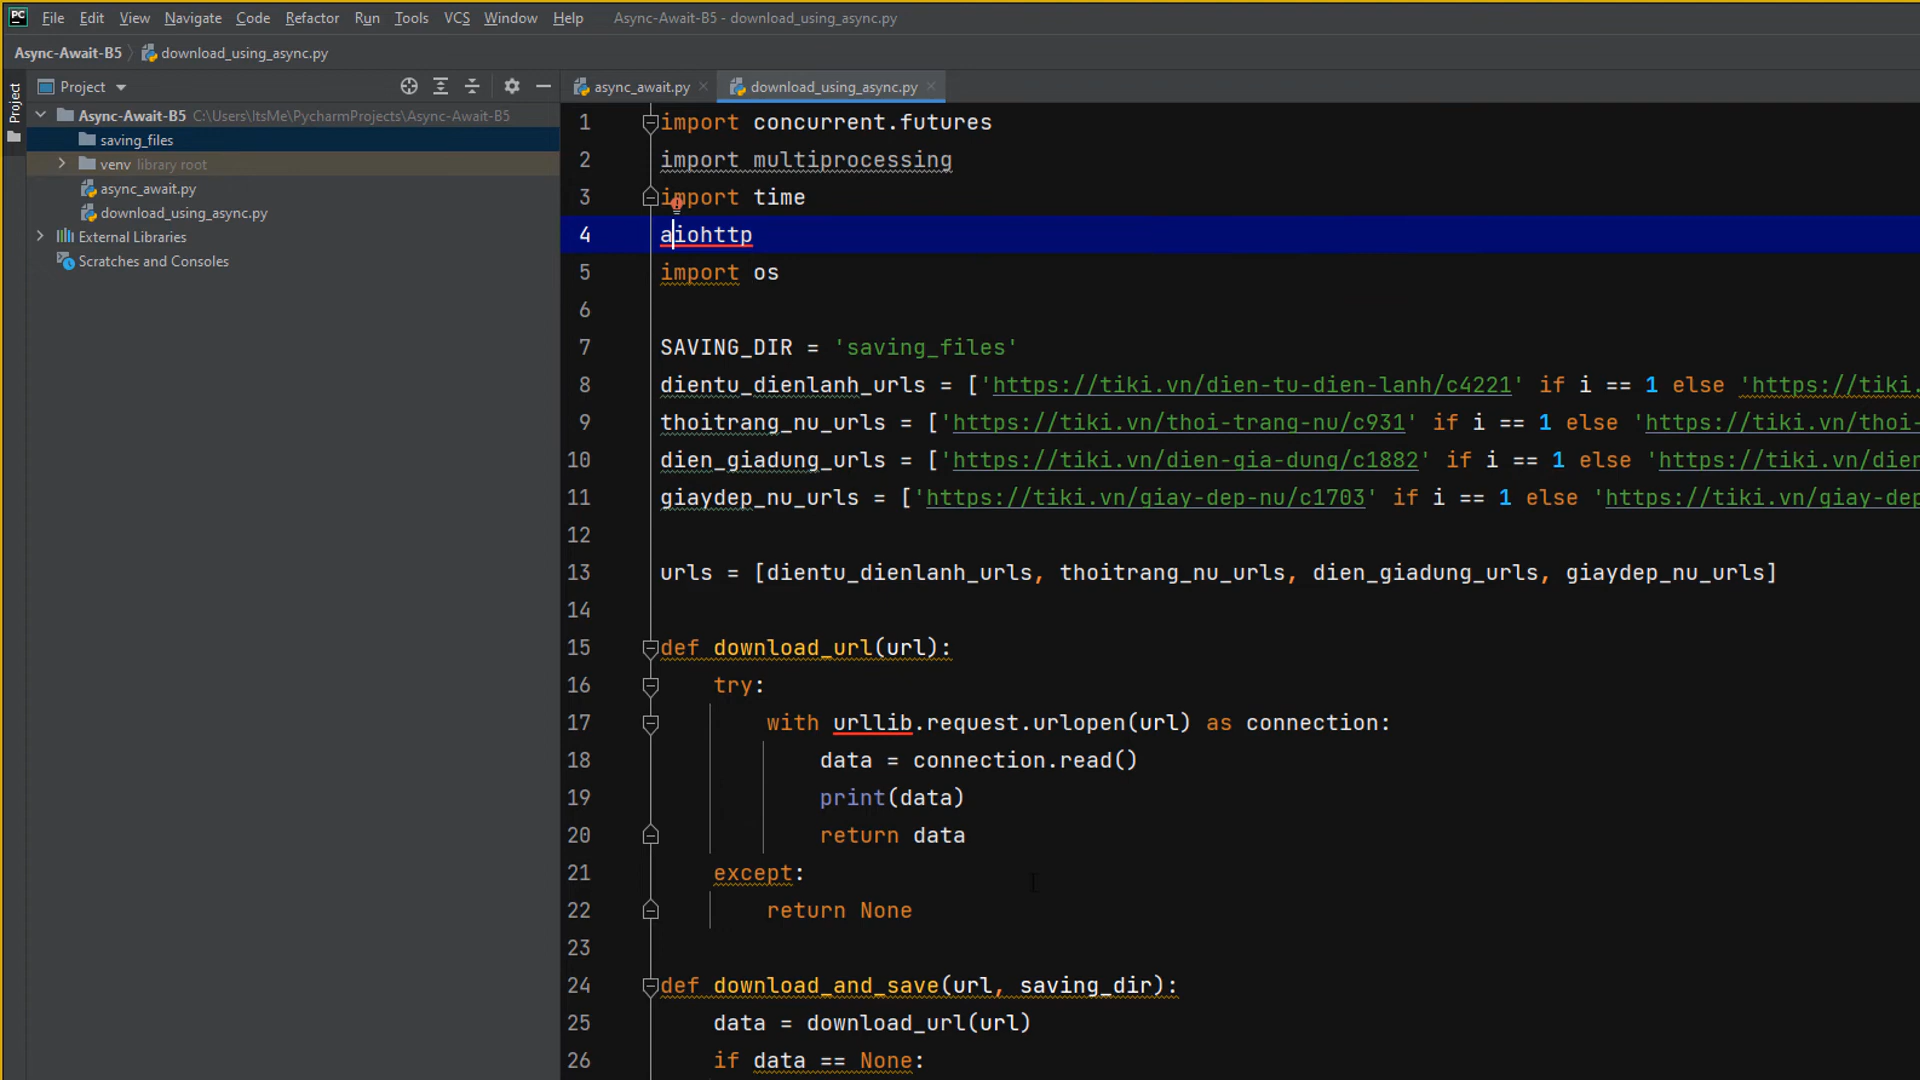 PC File Edit View Navigate Code Refactor Run Tools VCS Window Help Async-Await-B5 - download_using_async.py
Async-Await-B5 download_using_async.py
Project
Project
async_await.py
download_using_async.py
Async-Await-B5 C:\Users\ItsMe\PycharmProjects\Async-Await-B5
saving_files
venv library root
async_await.py
download_using_async.py
External Libraries
Scratches and Consoles
1 import concurrent.futures
2 import multiprocessing
3 import time
4 aiohttp
5 import os
6
7 SAVING_DIR = 'saving_files'
8 dientu_dienlanh_urls = ['https://tiki.vn/dien-tu-dien-lanh/c4221' if i == 1 else 'https://tiki.
9 thoitrang_nu_urls = ['https://tiki.vn/thoi-trang-nu/c931' if i == 1 else 'https://tiki.vn/thoi-
10 dien_giadung_urls = ['https://tiki.vn/dien-gia-dung/c1882' if i == 1 else 'https://tiki.vn/dien
11 giaydep_nu_urls = ['https://tiki.vn/giay-dep-nu/c1703' if i == 1 else 'https://tiki.vn/giay-dep
12
13 urls = [dientu_dienlanh_urls, thoitrang_nu_urls, dien_giadung_urls, giaydep_nu_urls]
14
15 def download_url(url):
16 try:
17 with urllib.request.urlopen(url) as connection:
18 data = connection.read()
19 print(data)
20 return data
21 except:
22 return None
23
24 def download_and_save(url, saving_dir):
25 data = download_url(url)
26 if data == None: